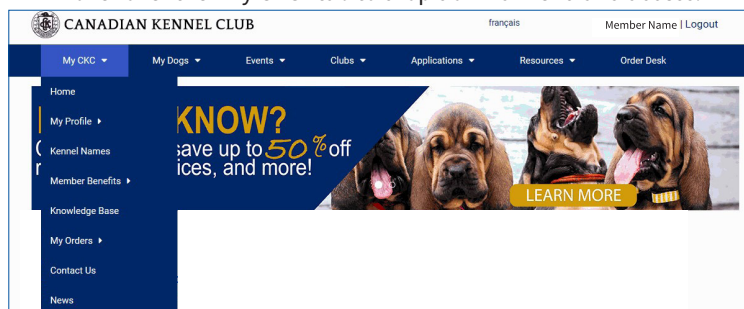 CANADIAN KENNEL CLUB
français
Member Name | Logout
My CKC
My Dogs
Events
Clubs
Applications
Resources
Order Desk
Home
My Profile
Kennel Names
Member Benefits
Knowledge Base
My Orders
Contact Us
News
KNOW?
save up to 50% off
ices, and more!
LEARN MORE